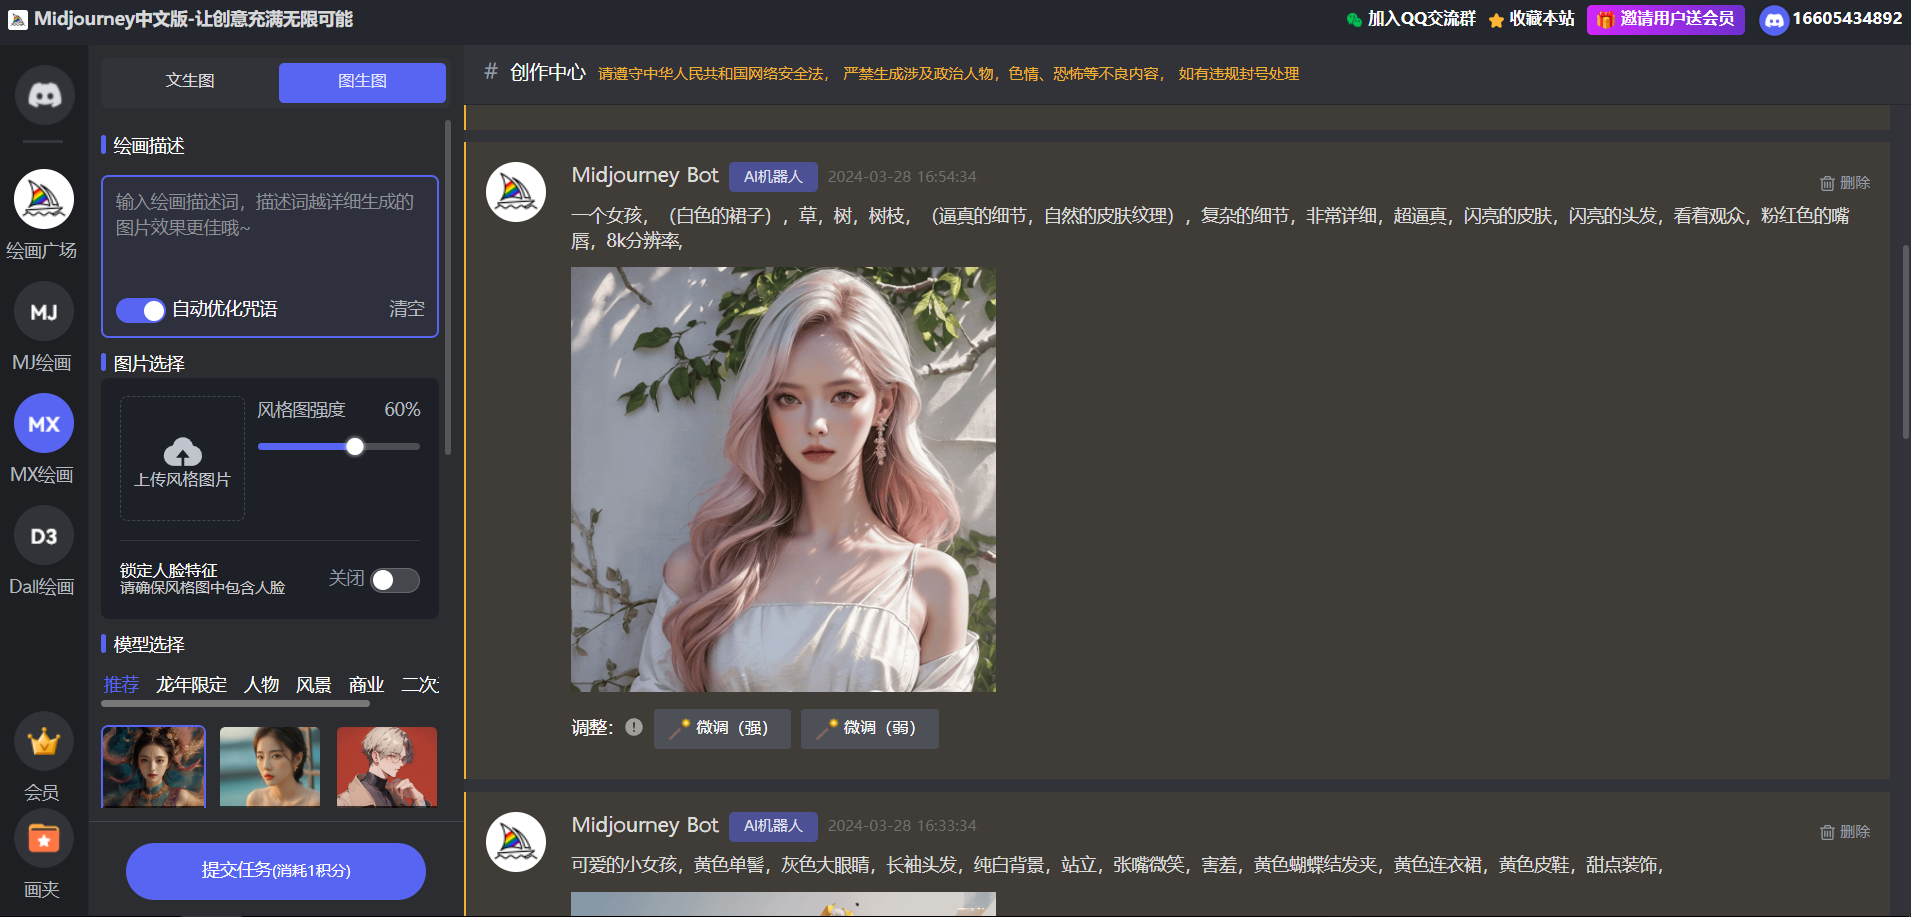 Midjourney中文版-让创意充满无限可能
加入QQ交流群
收藏本站
邀请用户送会员
16605434892
文生图
图生图
# 创作中心 请遵守中华人民共和国网络安全法， 严禁生成涉及政治人物，色情、恐怖等不良内容， 如有违规封号处理
绘画广场
MJ
MJ绘画
MX
MX绘画
D3
Dall绘画
会员
画夹
绘画描述
输入绘画描述词，描述词越详细生成的
图片效果更佳哦~
自动优化咒语
清空
图片选择
上传风格图片
风格图强度 60%
锁定人脸特征
请确保风格图中包含人脸
关闭
模型选择
推荐 龙年限定 人物 风景 商业 二次
提交任务(消耗1积分)
Midjourney Bot AI机器人 2024-03-28 16:54:34
删除
一个女孩，（白色的裙子），草，树，树枝，（逼真的细节，自然的皮肤纹理），复杂的细节，非常详细，超逼真，闪亮的皮肤，闪亮的头发，看着观众，粉红色的嘴
唇，8k分辨率,
调整： 微调（强） 微调（弱）
Midjourney Bot AI机器人 2024-03-28 16:33:34
删除
可爱的小女孩，黄色单髻，灰色大眼睛，长袖头发，纯白背景，站立，张嘴微笑，害羞，黄色蝴蝶结发夹，黄色连衣裙，黄色皮鞋，甜点装饰，